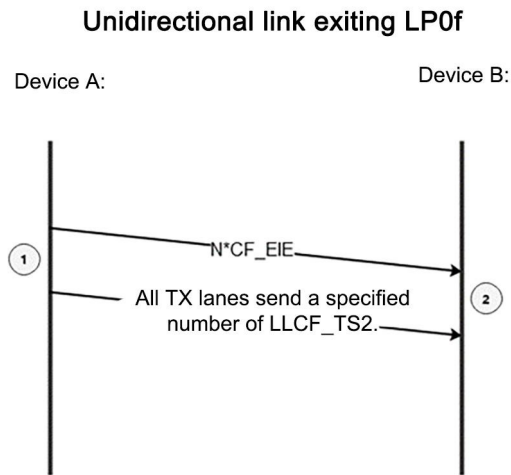 Unidirectional link exiting LP0f
Device A:
Device B:
N*CF_EIE
1
All TX lanes send a specified
number of LLCF_TS2.
2